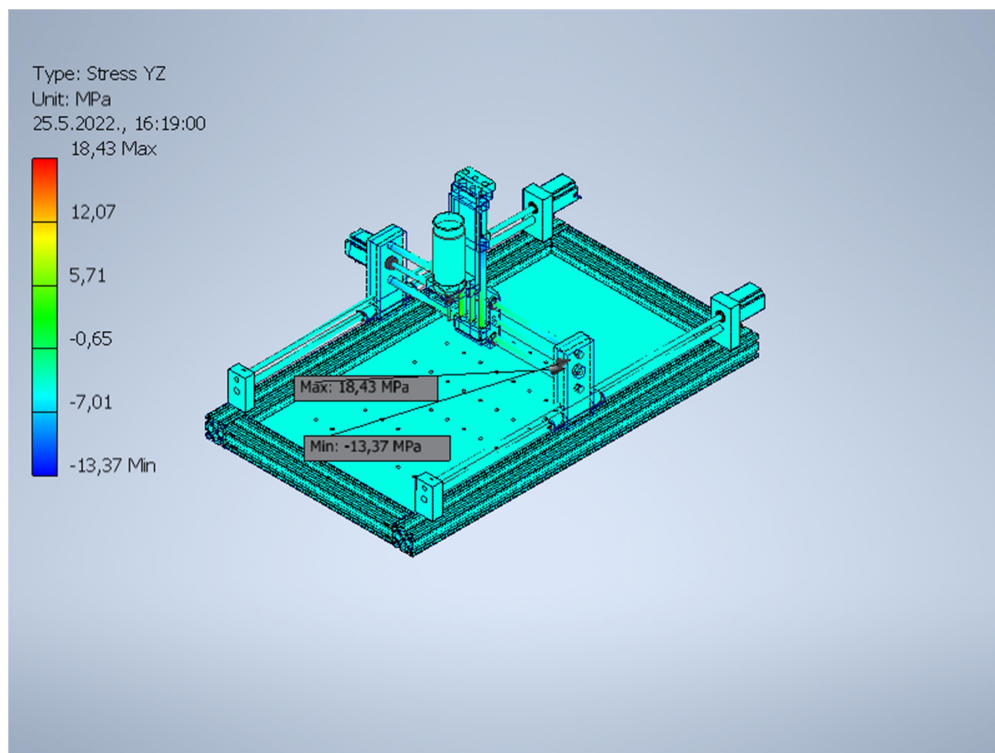 Type: Stress YZ
Unit: MPa
25.5.2022., 16:19:00
18,43 Max
12,07
5,71
-0,65
-7,01
-13,37 Min
Max: 18,43 MPa
Min: -13,37 MPa